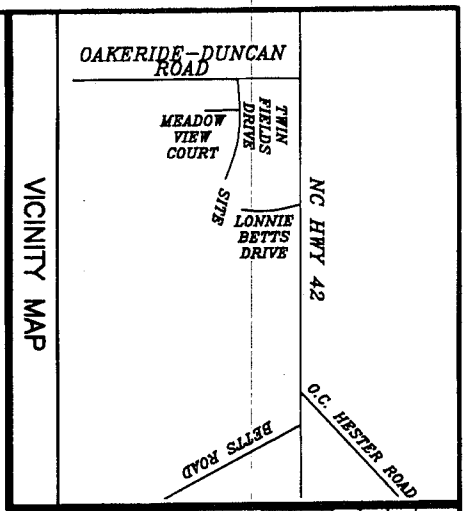 OAKERIDE-DUNCAN
ROAD
TWIN
FIELDS
DRIVE
MEADOW
VIEW
COURT
SITE
LONNIE
BETTS
DRIVE
NC HWY 42
VICINITY MAP
O.C. HESTER ROAD
BETTS ROAD